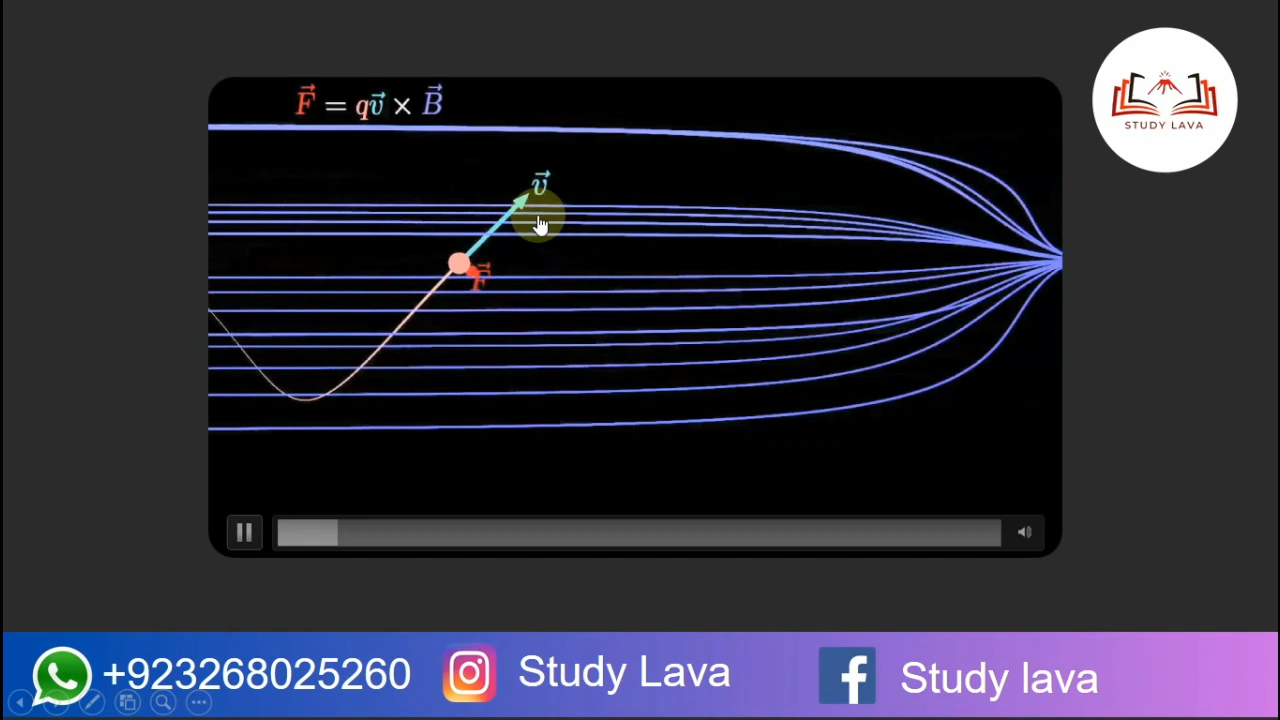 F⃗ = qv⃗ × B⃗
STUDY LAVA
v⃗
F⃗
+923268025260
Study Lava
Study lava